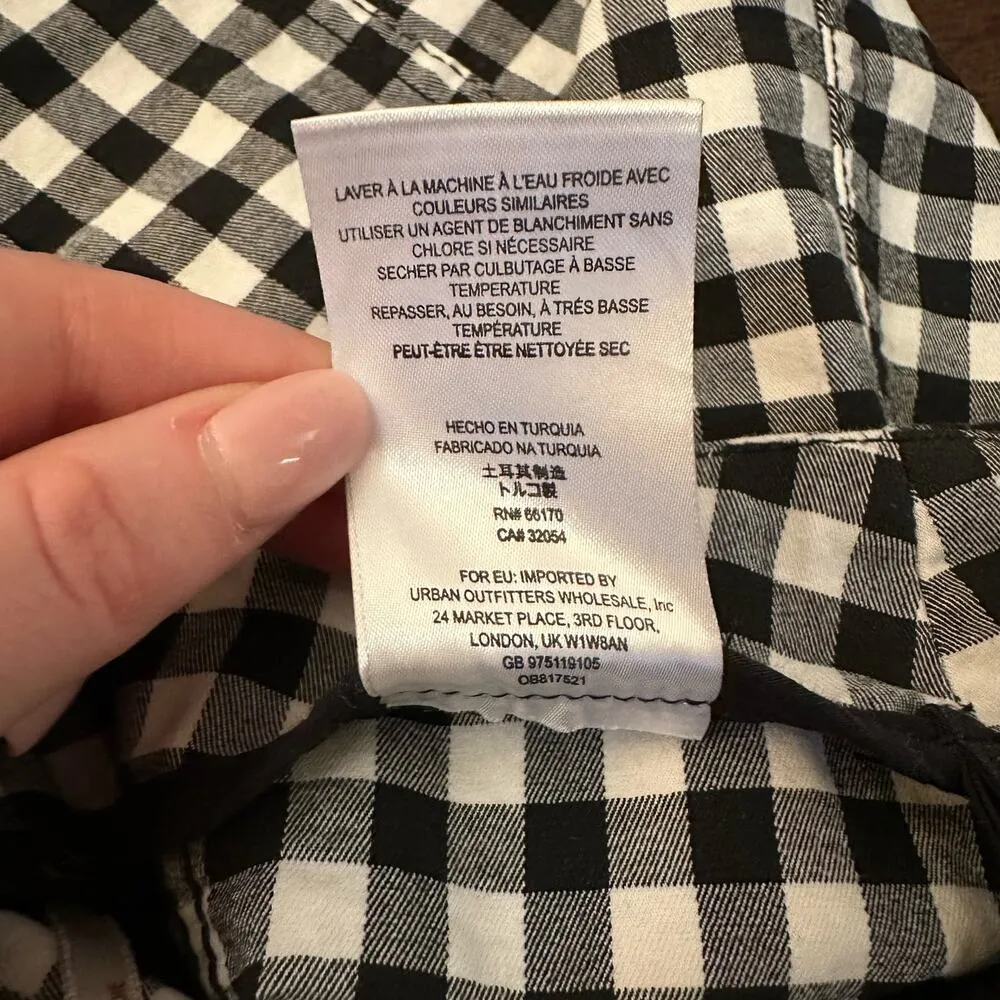 LAVER À LA MACHINE À L'EAU FROIDE AVEC
COULEURS SIMILAIRES
UTILISER UN AGENT DE BLANCHIMENT SANS
CHLORE SI NÉCESSAIRE
SECHER PAR CULBUTAGE À BASSE
TEMPERATURE
REPASSER, AU BESOIN, À TRÉS BASSE
TEMPÉRATURE
PEUT-ÊTRE ÊTRE NETTOYÉE SEC
HECHO EN TURQUIA
FABRICADO NA TURQUIA
土耳其制造
トルコ製
RN# 66170
CA# 32054
FOR EU: IMPORTED BY
URBAN OUTFITTERS WHOLESALE, Inc
24 MARKET PLACE, 3RD FLOOR,
LONDON, UK W1W8AN
GB 975119105
OB817521